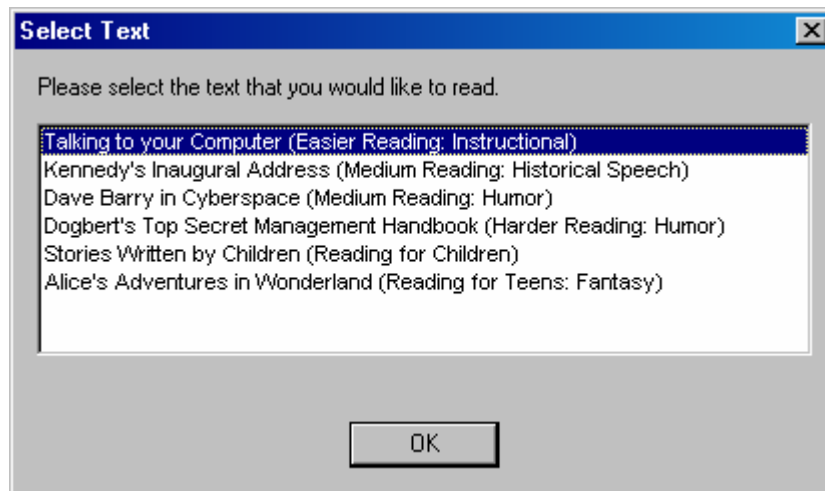 Select Text
Please select the text that you would like to read.
Talking to your Computer (Easier Reading: Instructional)
Kennedy's Inaugural Address (Medium Reading: Historical Speech)
Dave Barry in Cyberspace (Medium Reading: Humor)
Dogbert's Top Secret Management Handbook (Harder Reading: Humor)
Stories Written by Children (Reading for Children)
Alice's Adventures in Wonderland (Reading for Teens: Fantasy)
OK